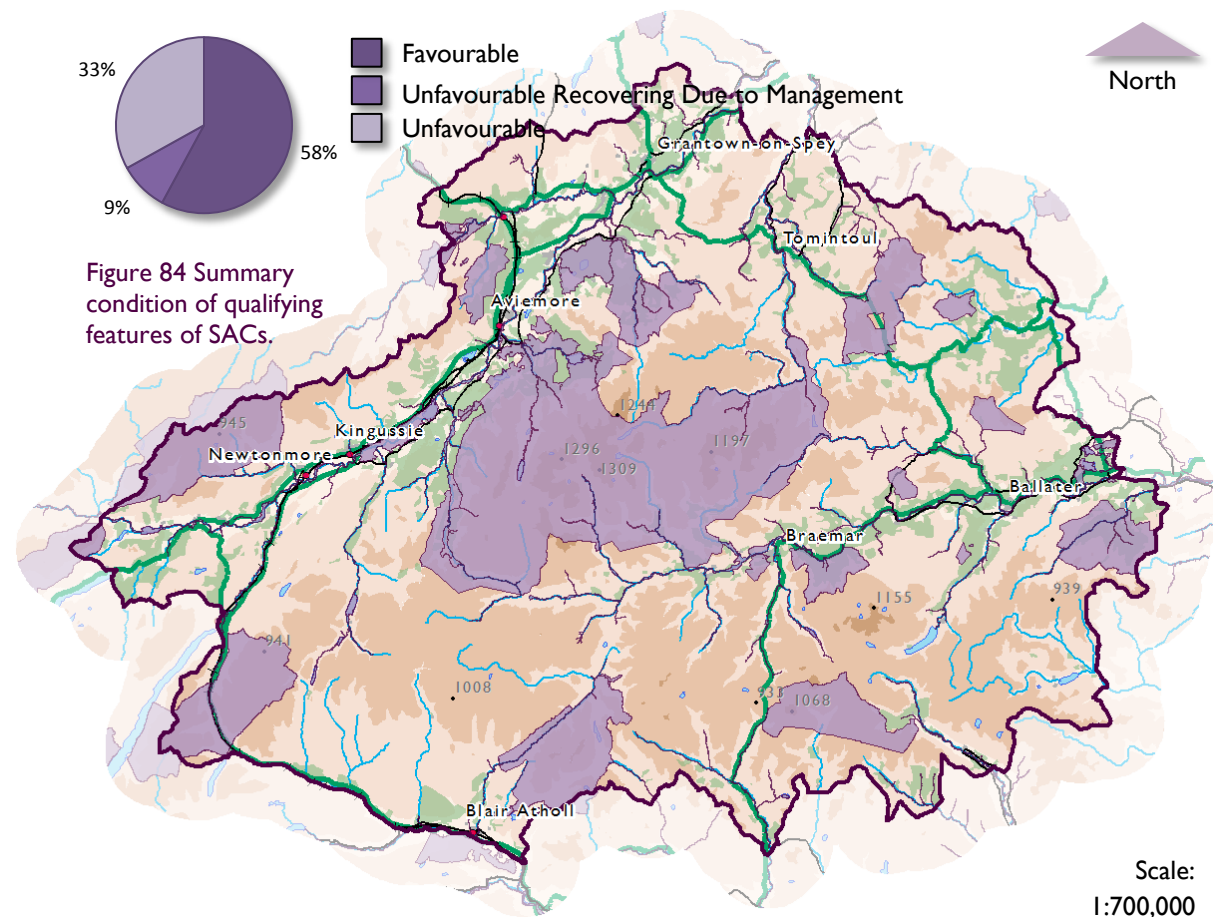 33%
58%
9%
Favourable
Unfavourable Recovering Due to Management
Unfavourable
North
Figure 84 Summary
condition of qualifying
features of SACs.
Grantown-on-Spey
Tomintoul
Aviemore
1244
945
Kingussie
1296
1197
Newtonmore
1309
Ballater
Braemar
939
1155
941
1008
933
1068
Blair Atholl
Scale:
1:700,000